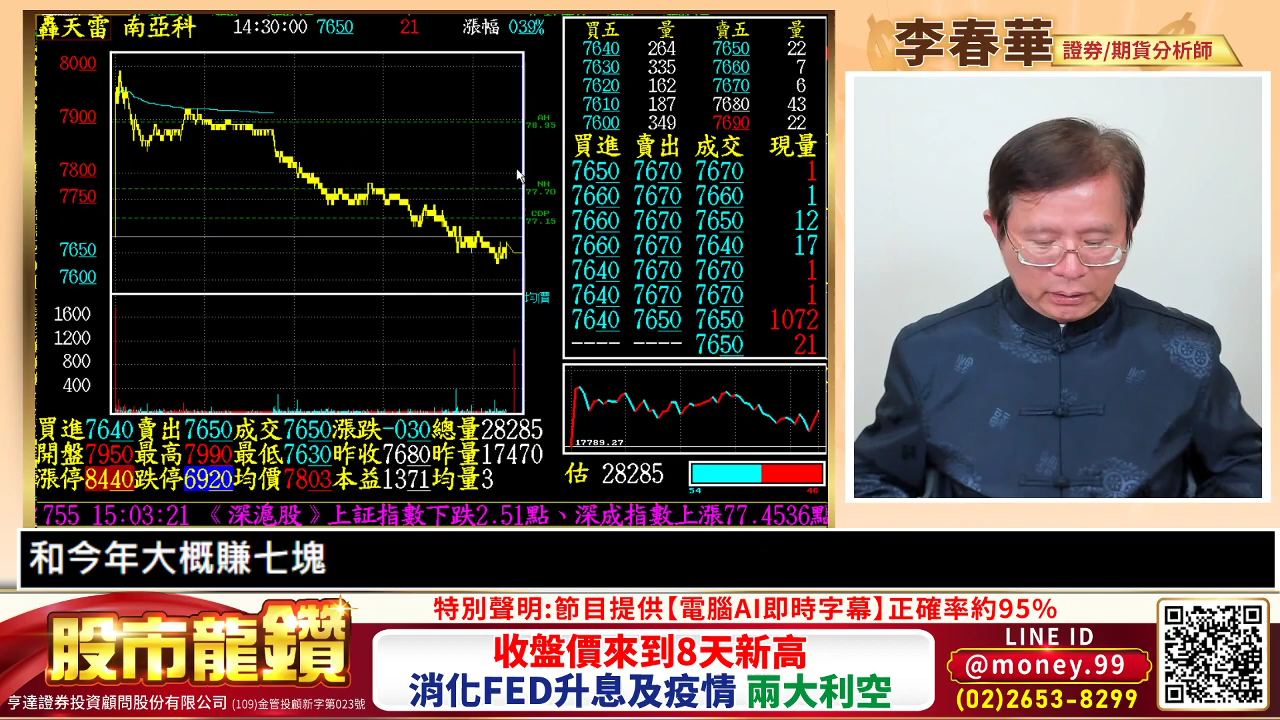 轟天雷 南亞科 14:30:00 7650 21 漲幅 039%
8000
7900
7800
7750
7650
7600
AH
78.95
NH
77.70
CDP
77.15
均價
1600
1200
800
400
買五 量 賣五 量
7640 264 7650 22
7630 335 7660 7
7620 162 7670 6
7610 187 7680 43
7600 349 7690 22
買進 賣出 成交 現量
7650 7670 7670 1
7660 7670 7660 1
7660 7670 7650 12
7660 7670 7640 17
7640 7670 7670 1
7640 7670 7670 1
7640 7650 7650 1072
---- ---- 7650 21
17789.27
估 28285
54 46
買進7640賣出7650成交7650漲跌-030總量28285
開盤7950最高7990最低7630昨收7680昨量17470
漲停8440跌停6920均價7803本益1371均量3
755 15:03:21 《深滬股》上証指數下跌2.51點、深成指數上漲77.4536點
李春華 證券/期貨分析師
和今年大概賺七塊
特別聲明:節目提供【電腦AI即時字幕】正確率約95%
股市龍鑽
亨達證券投資顧問股份有限公司 (109)金管投顧新字第023號
收盤價來到8天新高
消化FED升息及疫情 兩大利空
LINE ID
@money.99
(02)2653-8299